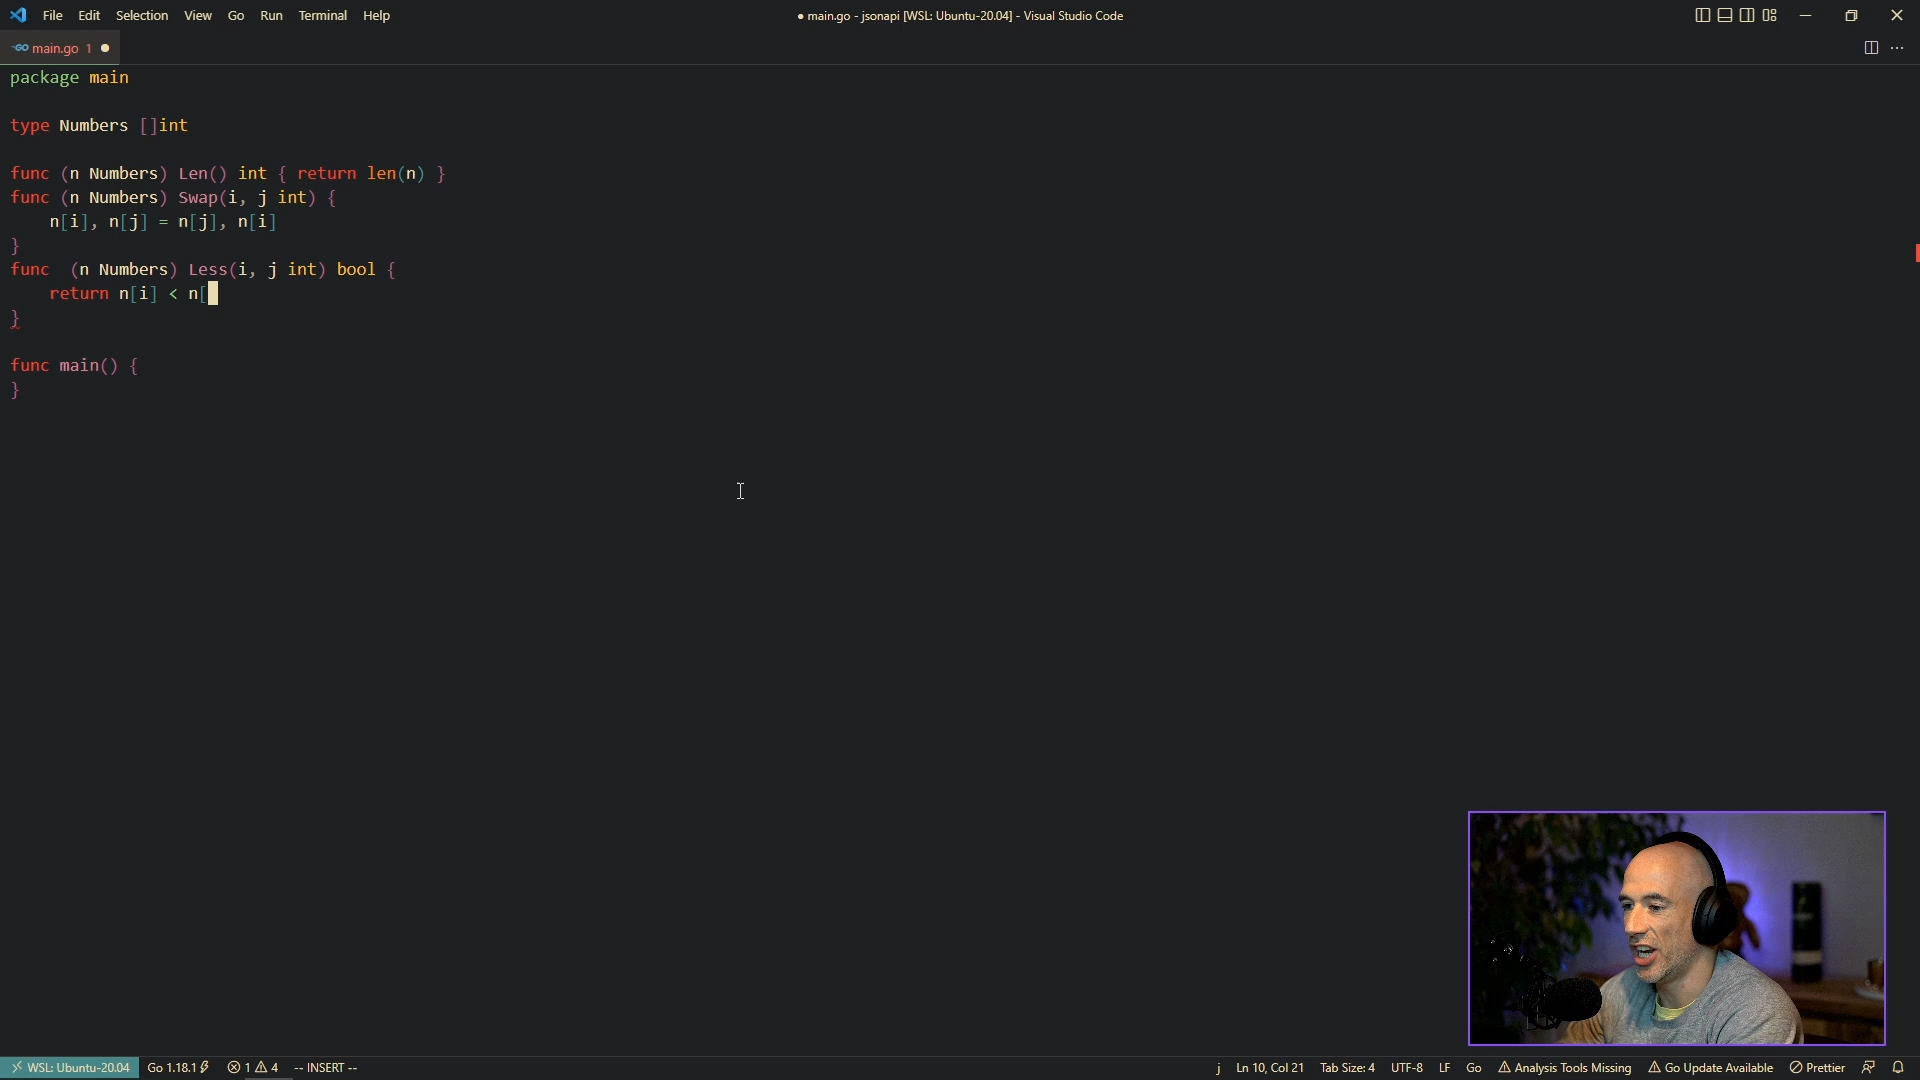 File Edit Selection View Go Run Terminal Help
● main.go - jsonapi [WSL: Ubuntu-20.04] - Visual Studio Code
GO main.go 1 ●
package main
type Numbers []int
func (n Numbers) Len() int { return len(n) }
func (n Numbers) Swap(i, j int) {
n[i], n[j] = n[j], n[i]
}
func  (n Numbers) Less(i, j int) bool {
return n[i] < n[
}
func main() {
}
WSL: Ubuntu-20.04 Go 1.18.1 1 4 -- INSERT -- j Ln 10, Col 21 Tab Size: 4 UTF-8 LF Go Analysis Tools Missing Go Update Available Prettier